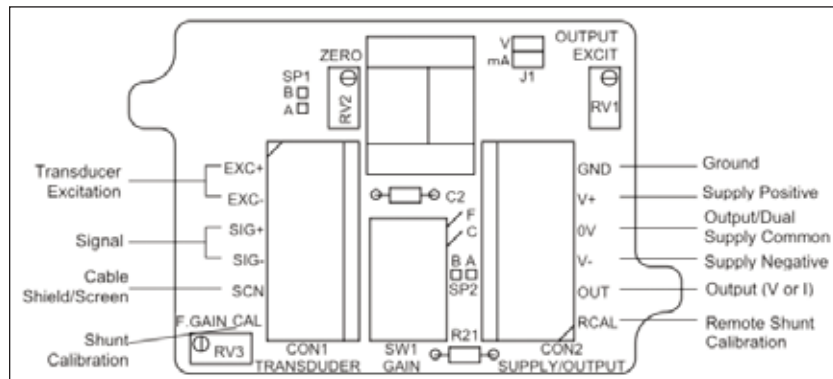 OUTPUT
EXCIT
V
mA
J1
ZERO
SP1
B
A
RV2
RV1
Transducer
Excitation
EXC+
EXC-
Signal
SIG+
SIG-
Cable
Shield/Screen
SCN
Shunt
Calibration
F.GAIN CAL
RV3
CON1
TRANSDUDER
C2
F
C
B A
SP2
SW1
GAIN
R21
CON2
SUPPLY/OUTPUT
GND
Ground
V+
Supply Positive
0V
Output/Dual
Supply Common
V-
Supply Negative
OUT
Output (V or I)
RCAL
Remote Shunt
Calibration